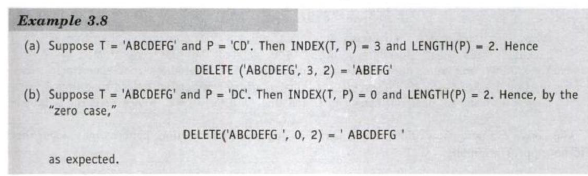 Example 3.8
(a) Suppose T = 'ABCDEFG' and P = 'CD'. Then INDEX(T, P) = 3 and LENGTH(P) = 2. Hence
DELETE ('ABCDEFG', 3, 2) = 'ABEFG'
(b) Suppose T = 'ABCDEFG' and P = 'DC'. Then INDEX(T, P) = 0 and LENGTH(P) = 2. Hence, by the
"zero case,"
DELETE('ABCDEFG ', 0, 2) = ' ABCDEFG '
as expected.